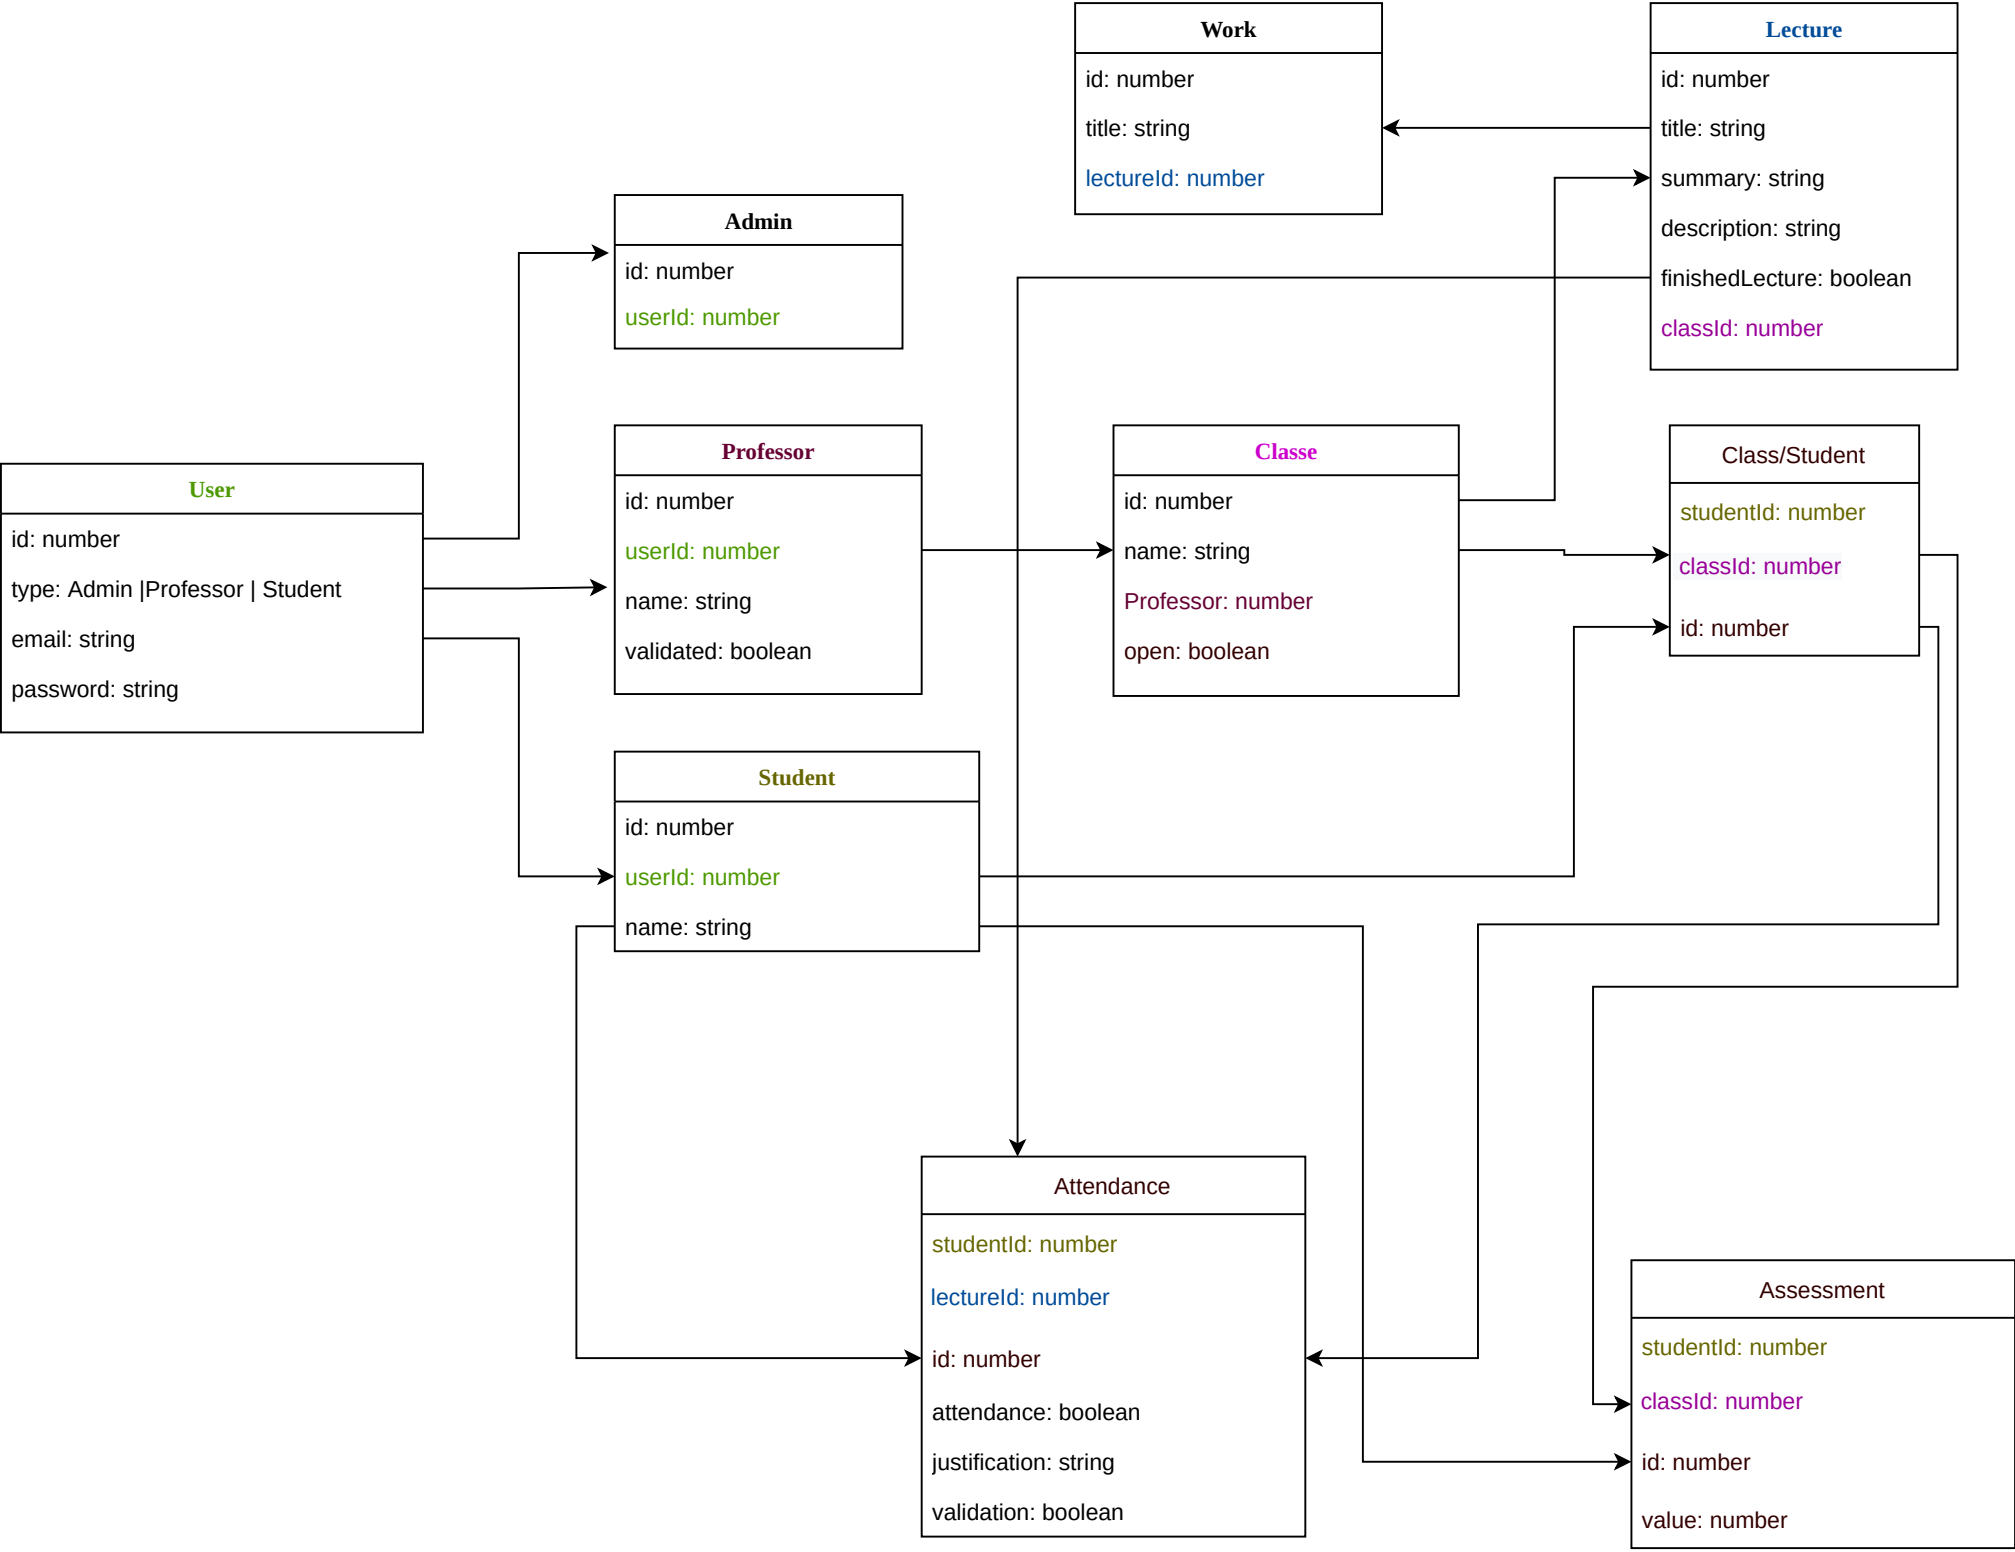 Work
id: number
title: string
lectureId: number
Lecture
id: number
title: string
summary: string
description: string
finishedLecture: boolean
classId: number
Admin
id: number
userId: number
User
id: number
type: Admin |Professor | Student
email: string
password: string
Professor
id: number
userId: number
name: string
validated: boolean
Classe
id: number
name: string
Professor: number
open: boolean
Class/Student
studentId: number
classId: number
id: number
Student
id: number
userId: number
name: string
Attendance
studentId: number
lectureId: number
id: number
attendance: boolean
justification: string
validation: boolean
Assessment
studentId: number
classId: number
id: number
value: number